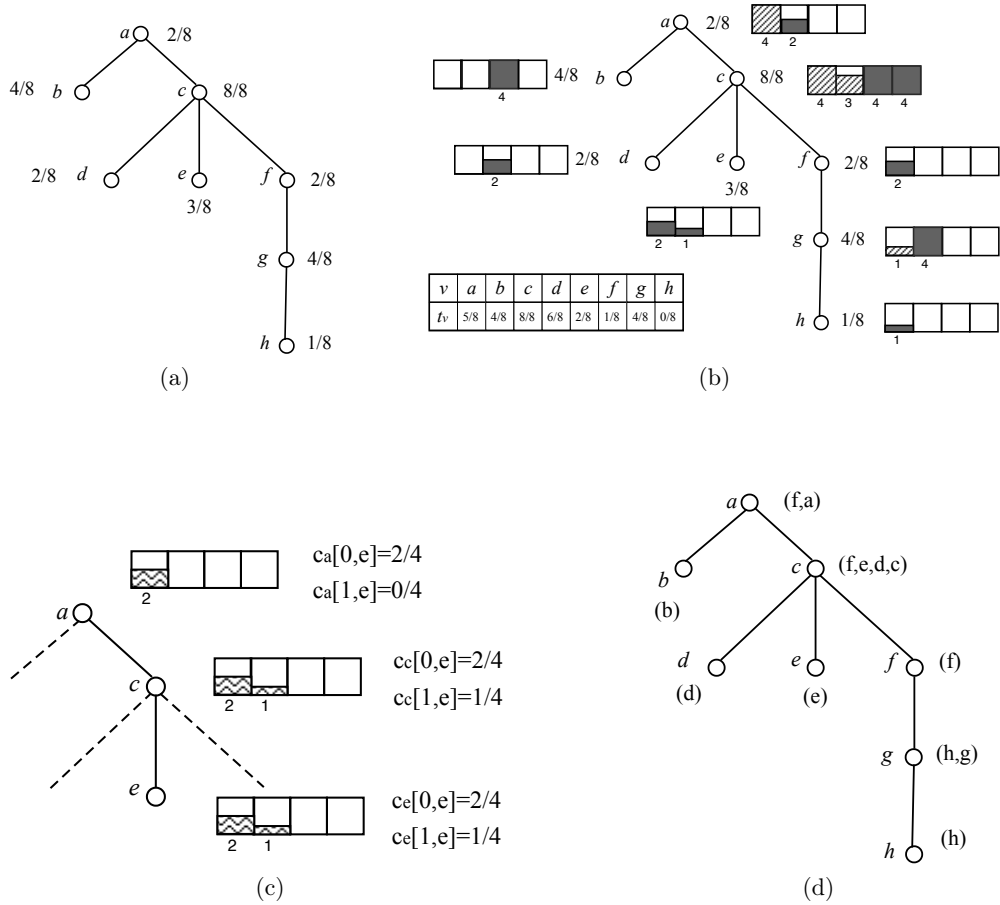 a 2/8
4/8 b c 8/8
2/8 d e f 2/8
3/8
g 4/8
h 1/8
(a)
a 2/8
4 2
4/8 b c 8/8
4
4 3 4 4
2/8 d e f 2/8
2
3/8
2
2 1
g 4/8
1 4
v a b c d e f g h
tv 5/8 4/8 8/8 6/8 2/8 1/8 4/8 0/8
h 1/8
1
(b)
2
ca[0,e]=2/4
ca[1,e]=0/4
a
c
2 1
cc[0,e]=2/4
cc[1,e]=1/4
e
2 1
ce[0,e]=2/4
ce[1,e]=1/4
(c)
a (f,a)
b c (f,e,d,c)
(b)
d e f (f)
(d) (e)
g (h,g)
h (h)
(d)